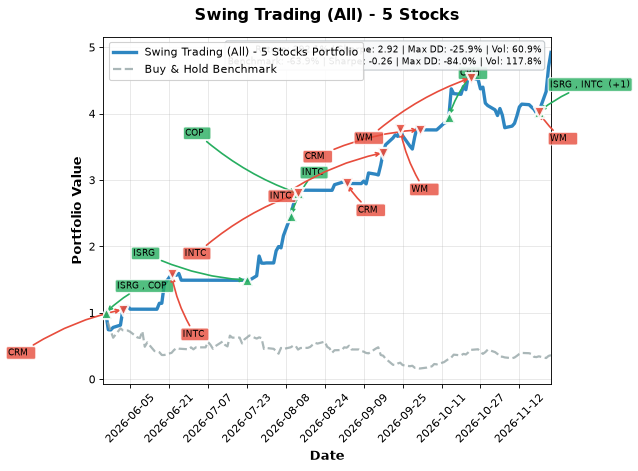 Swing Trading (All) - 5 Stocks
Swing Trading (All) - 5 Stocks Portfolio
Buy & Hold Benchmark
2.92 | Max DD: -25.9% | Vol: 60.9%
Benchmark: -63.9% | Sharpe: -0.26 | Max DD: -84.0% | Vol: 117.8%
ISRG , INTC (+1)
COP
WM
WM
CRM
INTC
INTC
WM
CRM
ISRG
INTC
ISRG , COP
INTC
CRM
Portfolio Value
5
4
3
2
1
0
2026-06-05
2026-06-21
2026-07-07
2026-07-23
2026-08-08
2026-08-24
2026-09-09
2026-09-25
2026-10-11
2026-10-27
2026-11-12
Date